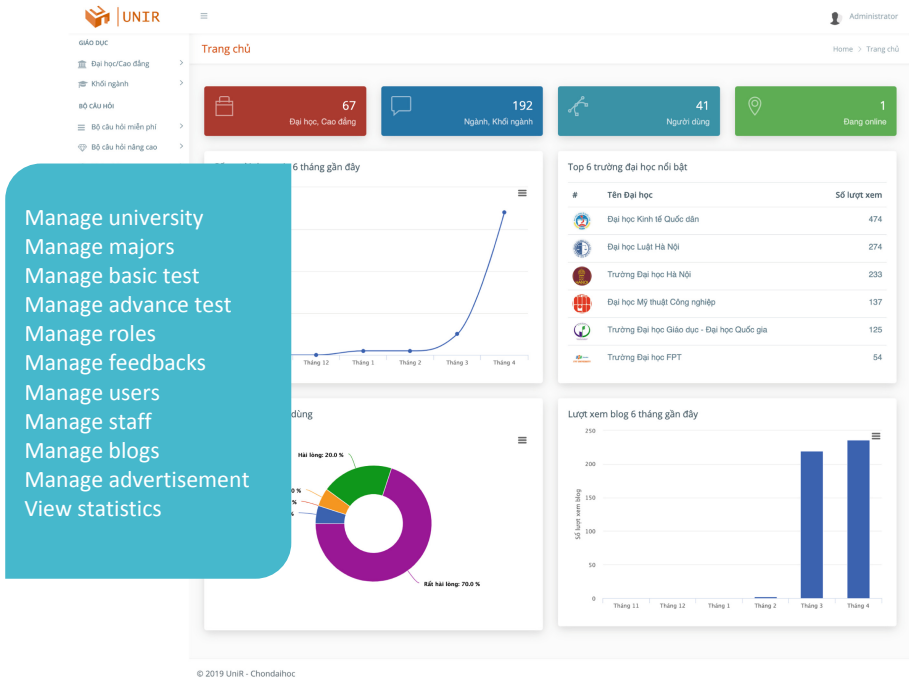 UNIR
Administrator
GIÁO DỤC
Đại học/Cao đẳng
Khối ngành
BỘ CÂU HỎI
Bộ câu hỏi miễn phí
Bộ câu hỏi nâng cao
Trang chủ
Home > Trang chủ
67
Đại học, Cao đẳng
192
Ngành, Khối ngành
41
Người dùng
1
Đang online
Manage university
Manage majors
Manage basic test
Manage advance test
Manage roles
Manage feedbacks
Manage users
Manage staff
Manage blogs
Manage advertisement
View statistics
6 tháng gần đây
Tháng 12 Tháng 1 Tháng 2 Tháng 3 Tháng 4
Top 6 trường đại học nổi bật
# Tên Đại học Số lượt xem
Đại học Kinh tế Quốc dân 474
Đại học Luật Hà Nội 274
Trường Đại học Hà Nội 233
Đại học Mỹ thuật Công nghiệp 137
Trường Đại học Giáo dục - Đại học Quốc gia 125
Trường Đại học FPT 54
dùng
Hài lòng: 20.0 %
0 %
%
Rất hài lòng: 70.0 %
Lượt xem blog 6 tháng gần đây
Số lượt xem blog
250
200
150
100
50
0
Tháng 11 Tháng 12 Tháng 1 Tháng 2 Tháng 3 Tháng 4
© 2019 UniR - Chondaihoc